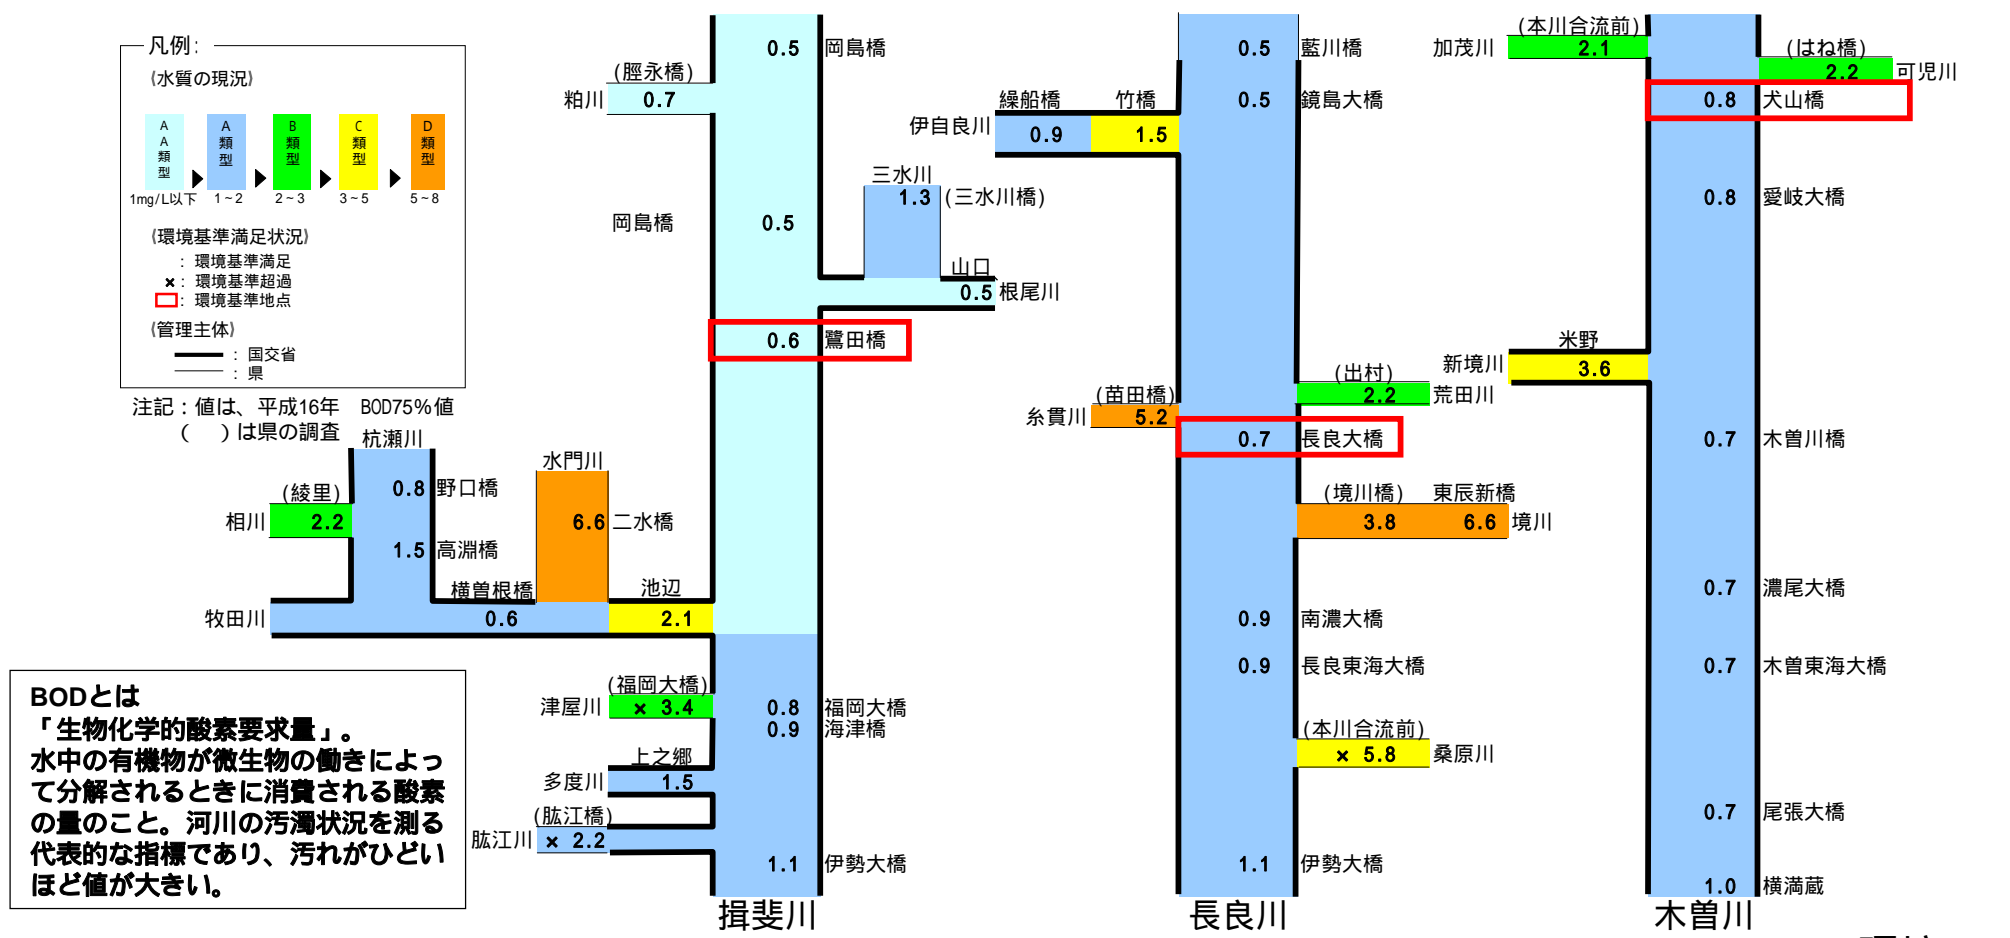 凡例:
(水質の現況)
AA類型
A類型
B類型
C類型
D類型
1mg/L以下
1~2
2~3
3~5
5~8
(環境基準満足状況)
: 環境基準満足
×: 環境基準超過
: 環境基準地点
(管理主体)
: 国交省
: 県
注記:値は、平成16年 BOD75%値
( )は県の調査
BODとは
「生物化学的酸素要求量」。
水中の有機物が微生物の働きによっ
て分解されるときに消費される酸素
の量のこと。河川の汚濁状況を測る
代表的な指標であり、汚れがひどい
ほど値が大きい。
0.5 岡島橋
(脛永橋)
粕川 0.7
三水川
1.3 (三水川橋)
岡島橋 0.5
山口
0.5 根尾川
0.6 鷺田橋
杭瀬川
0.8 野口橋
(綾里)
相川 2.2
1.5 高淵橋
水門川
6.6 二水橋
横曽根橋
池辺
牧田川 0.6 2.1
(福岡大橋)
津屋川 × 3.4
0.8 福岡大橋
0.9 海津橋
上之郷
多度川 1.5
(肱江橋)
肱江川 × 2.2
1.1 伊勢大橋
揖斐川
0.5 藍川橋
0.5 鏡島大橋
繰船橋 竹橋
伊自良川 0.9 1.5
(出村)
2.2 荒田川
(苗田橋)
糸貫川 5.2
0.7 長良大橋
(境川橋) 東辰新橋
3.8 6.6 境川
0.9 南濃大橋
0.9 長良東海大橋
(本川合流前)
× 5.8 桑原川
1.1 伊勢大橋
長良川
(本川合流前)
加茂川 2.1
(はね橋)
2.2 可児川
0.8 犬山橋
0.8 愛岐大橋
米野
新境川 3.6
0.7 木曽川橋
0.7 濃尾大橋
0.7 木曽東海大橋
0.7 尾張大橋
1.0 横満蔵
木曽川